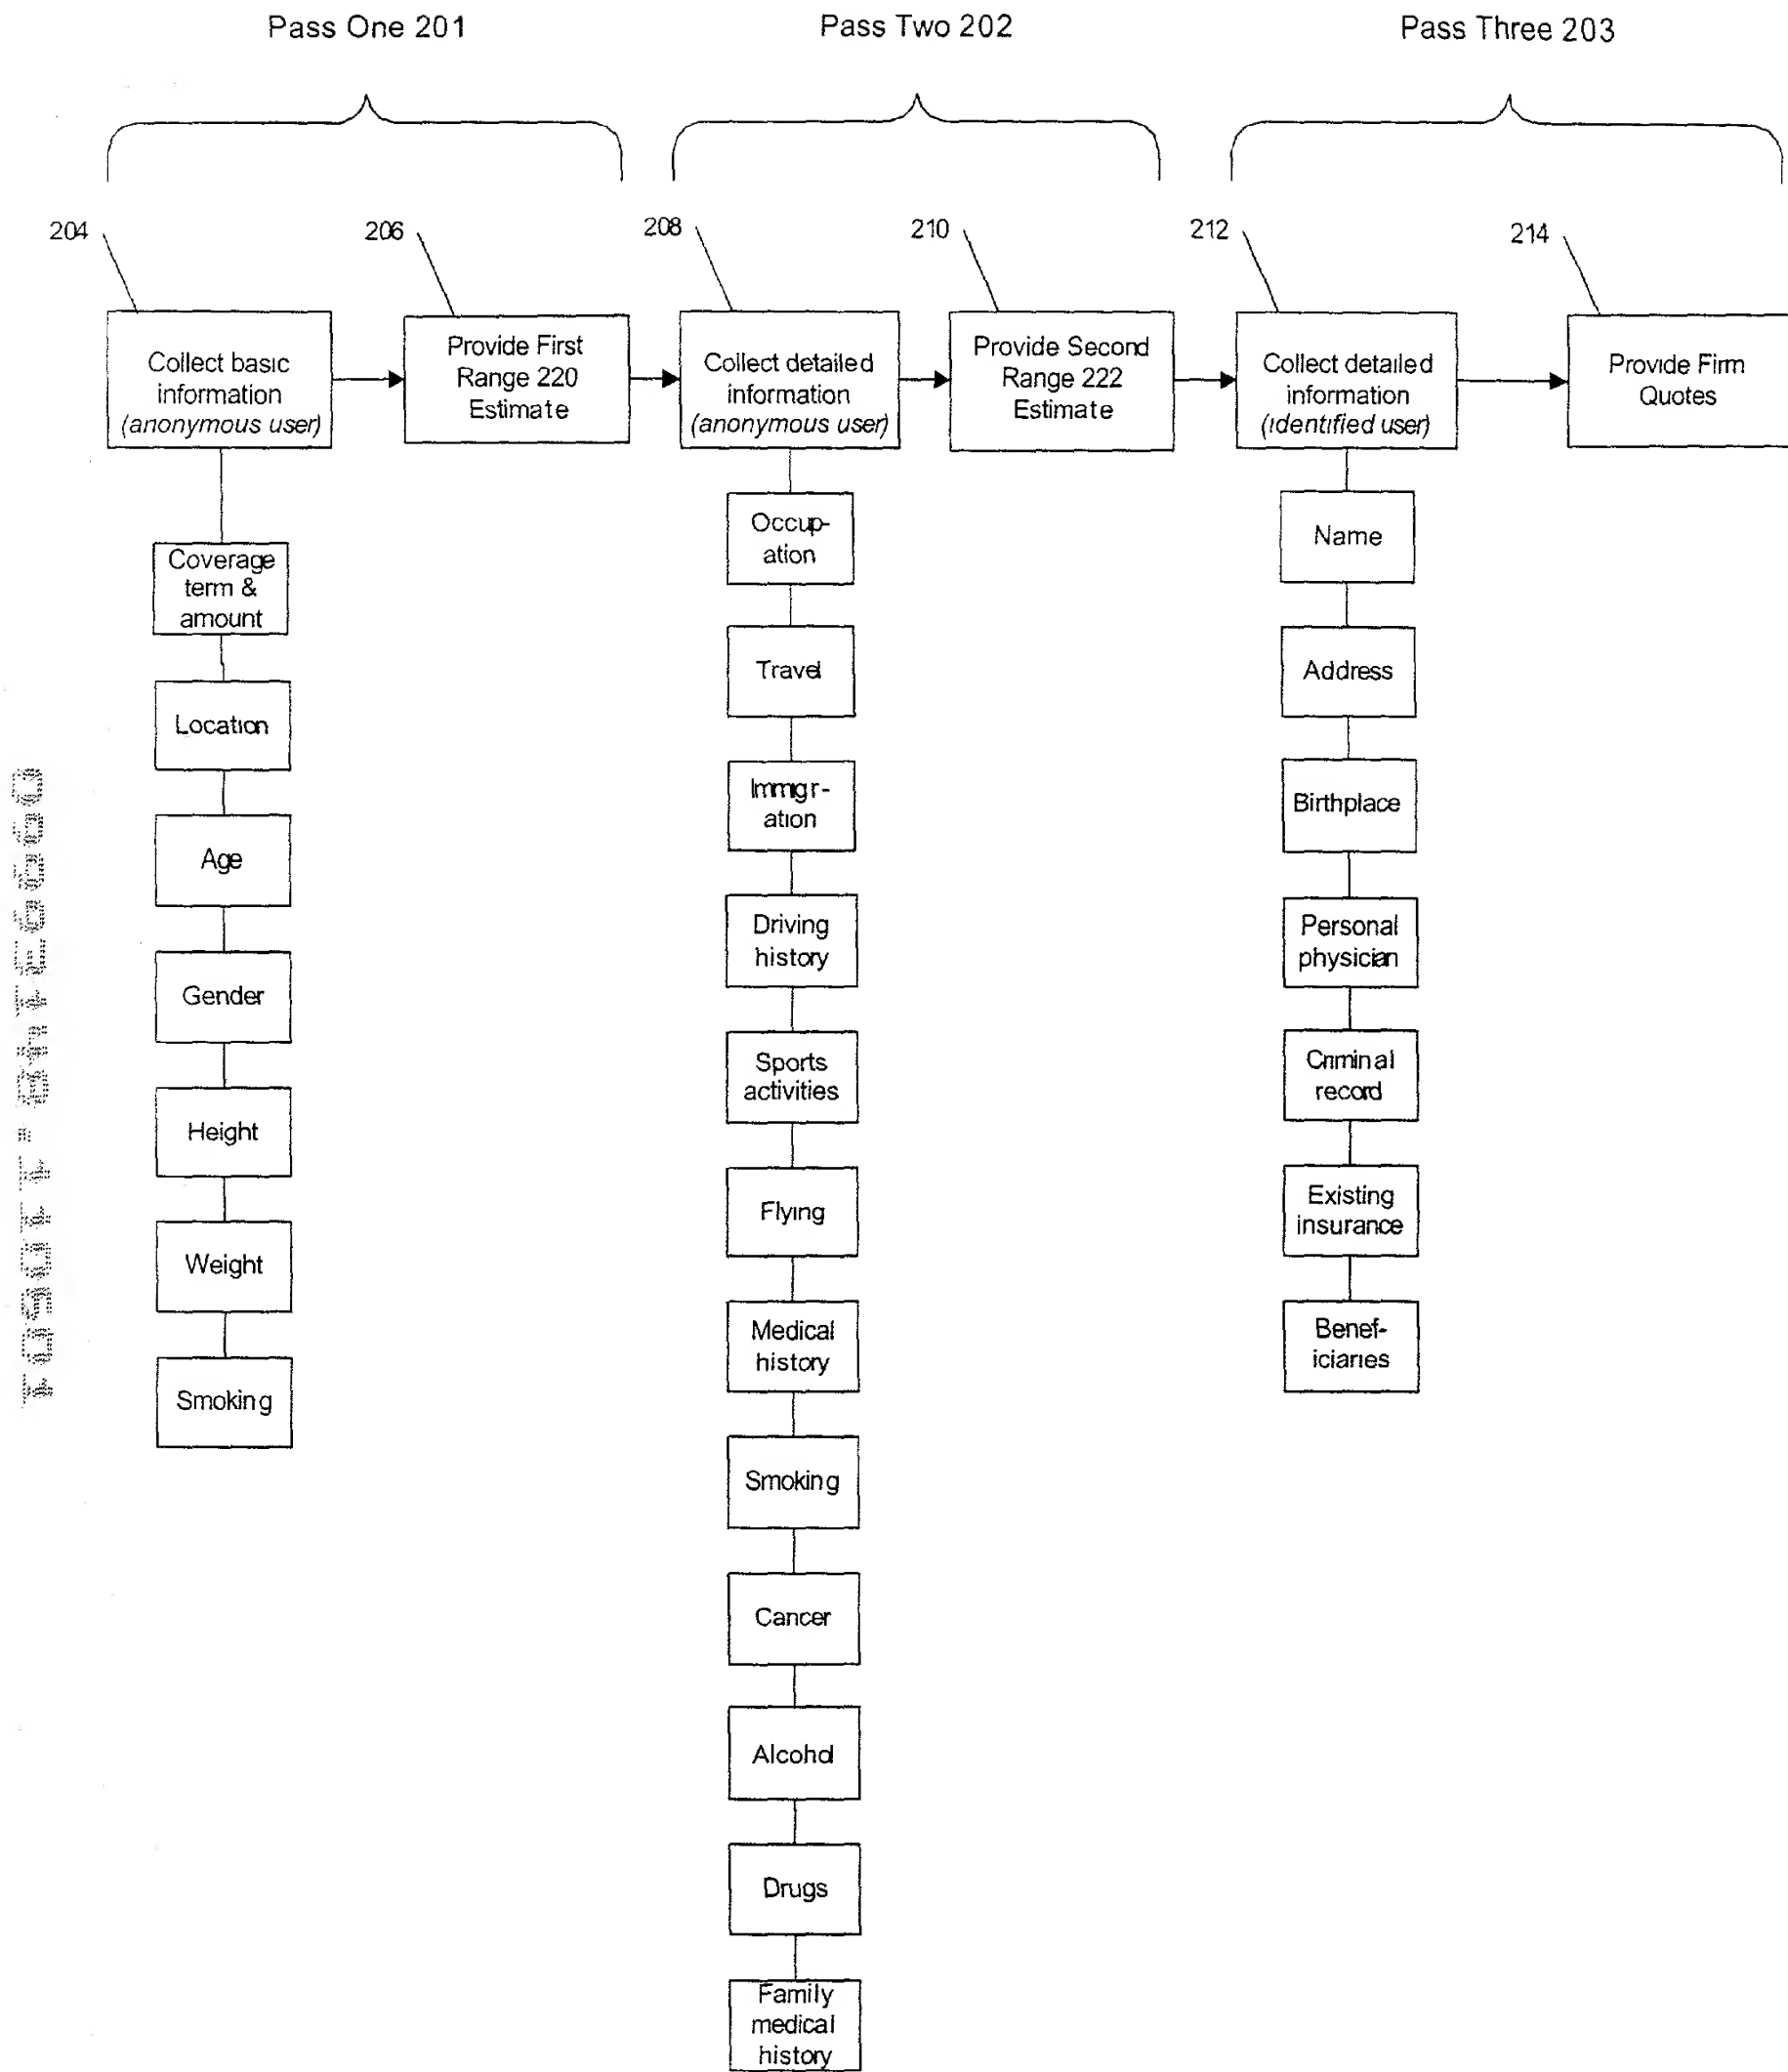 Pass One 201
Pass Two 202
Pass Three 203
204
206
208
210
212
214
Collect basic
information
(anonymous user)
Provide First
Range 220
Estimate
Collect detailed
information
(anonymous user)
Provide Second
Range 222
Estimate
Collect detailed
information
(identified user)
Provide Firm
Quotes
Coverage
term &
amount
Location
Age
Gender
Height
Weight
Smoking
Occup-
ation
Travel
Immigr-
ation
Driving
history
Sports
activities
Flying
Medical
history
Smoking
Cancer
Alcohol
Drugs
Family
medical
history
Name
Address
Birthplace
Personal
physician
Criminal
record
Existing
insurance
Benef-
iciaries